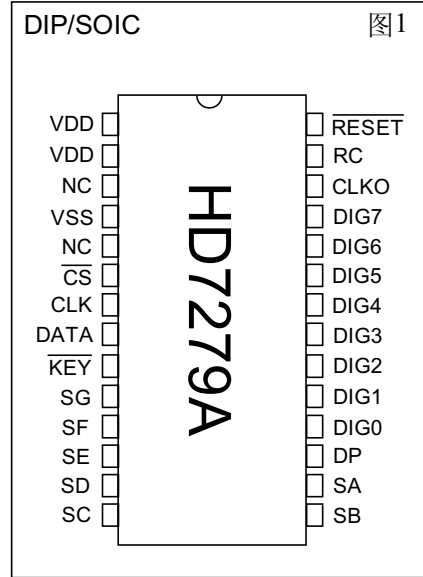 DIP/SOIC 图1
VDD RESET
VDD RC
NC CLKO
VSS DIG7
NC DIG6
CS DIG5
CLK DIG4
DATA DIG3
KEY DIG2
SG DIG1
SF DIG0
SE DP
SD SA
SC SB
HD7279A